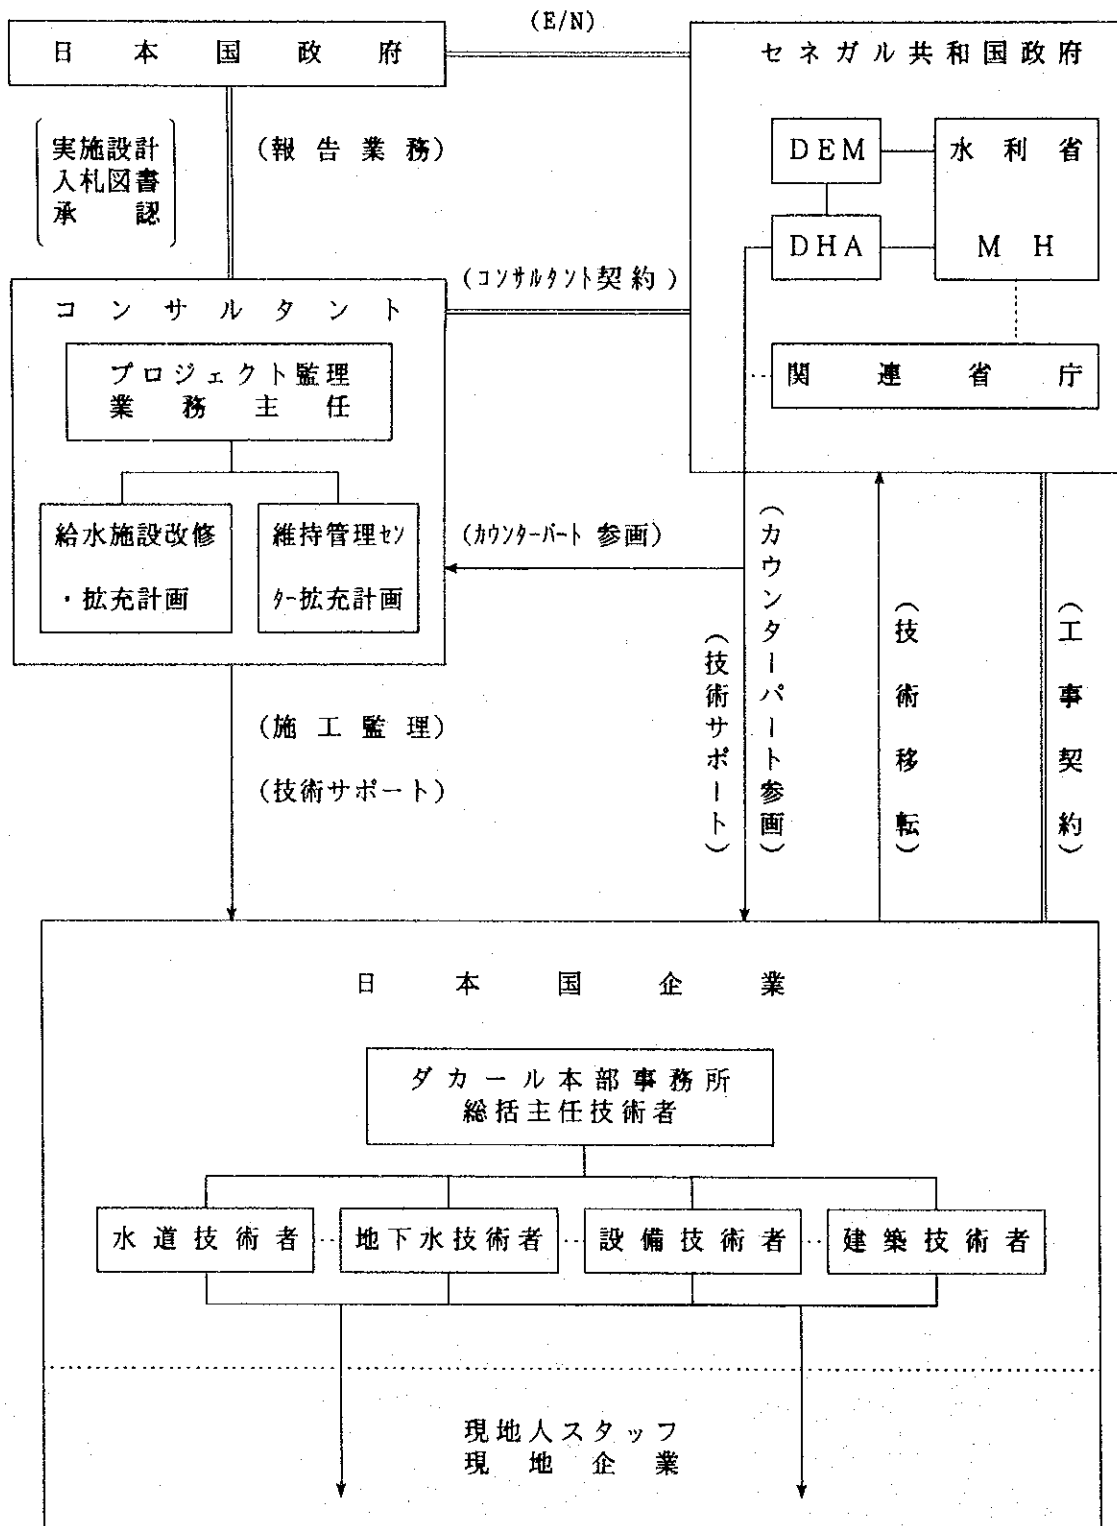 (E/N)
日本国政府
セネガル共和国政府
実施設計
入札図書
承認
(報告業務)
DEM
水利省
DHA
MH
(コンサルタント契約)
関連省庁
コンサルタント
プロジェクト監理
業務主任
給水施設改修
・拡充計画
維持管理セン
ター拡充計画
(カウンターパート参画)
(カウンターパート参画)
(技術サポート)
(技術移転)
(工事契約)
(施工監理)
(技術サポート)
日本国企業
ダカール本部事務所
総括主任技術者
水道技術者
地下水技術者
設備技術者
建築技術者
現地人スタッフ
現地企業